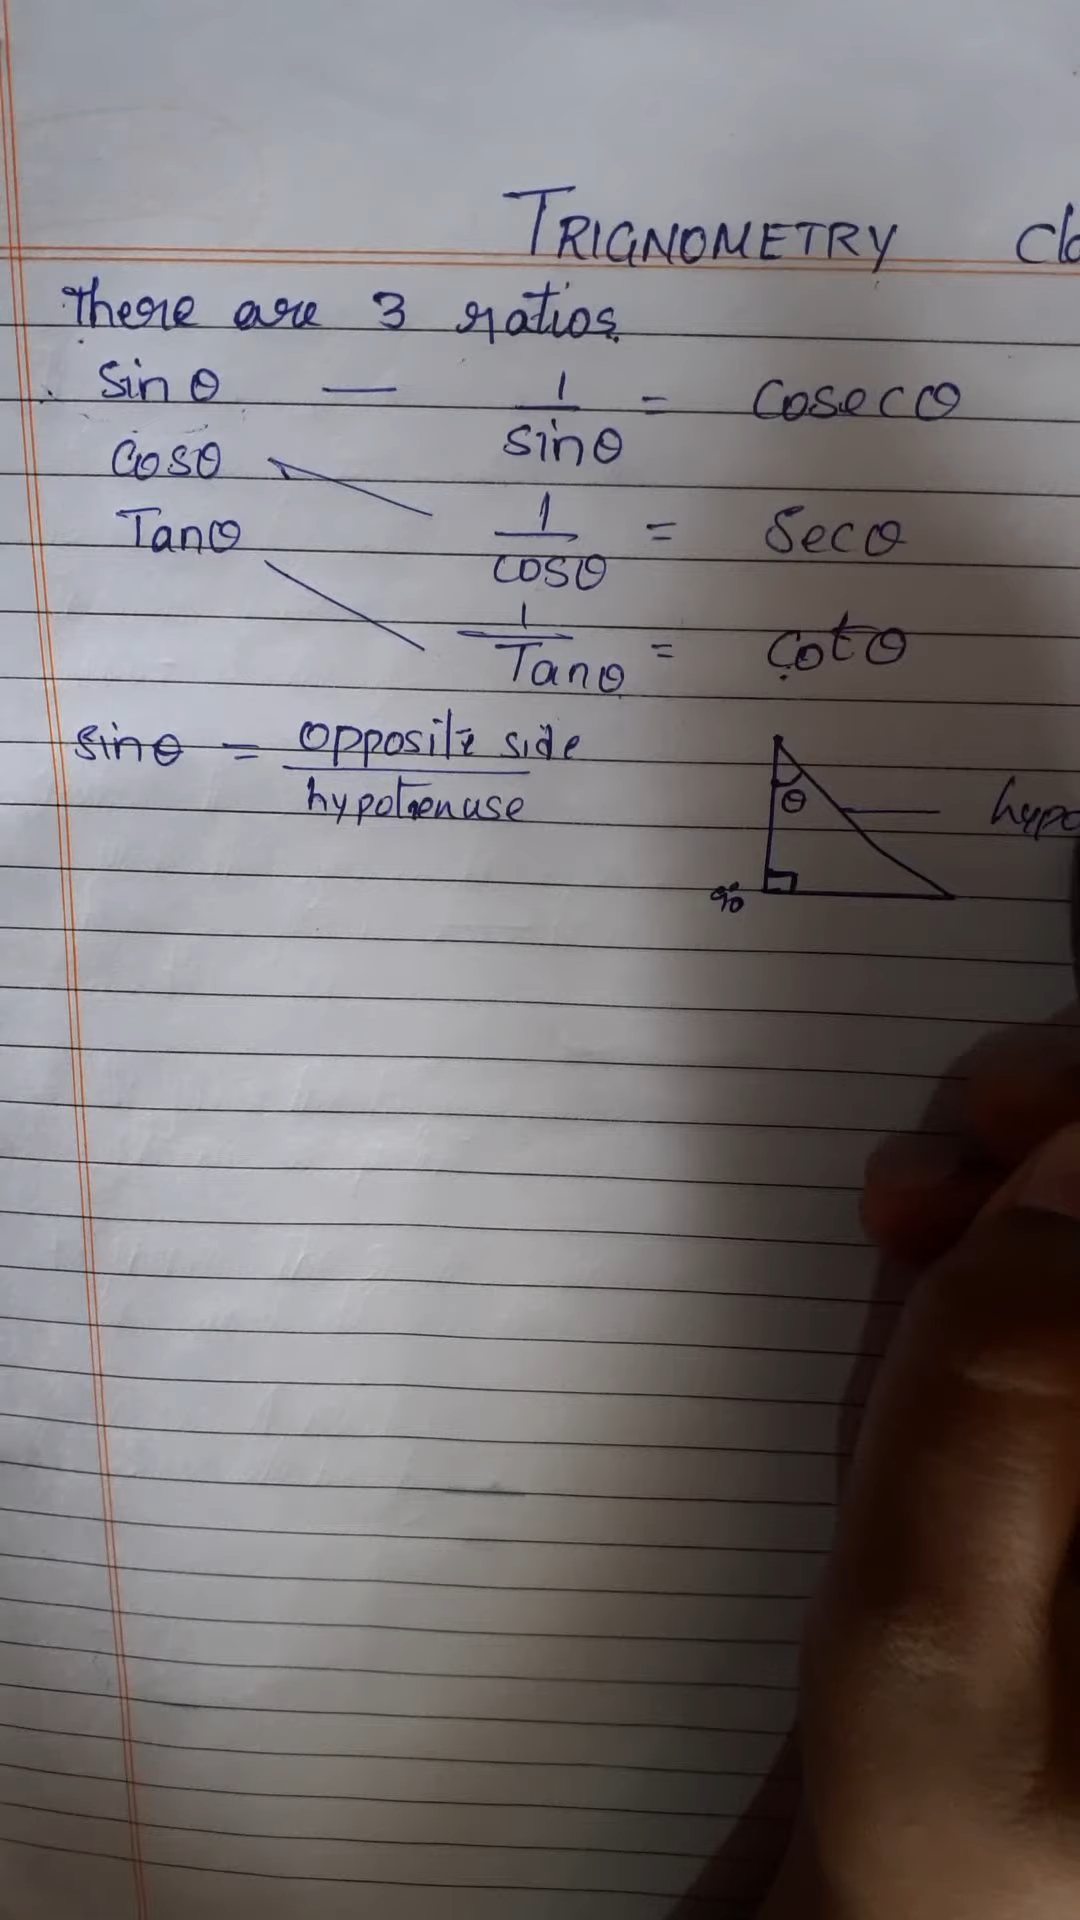 TRIGNOMETRY
There are 3 ratios.
Sinθ — 1/sinθ = Cosecθ
Cosθ 1/cosθ = Secθ
Tanθ 1/Tanθ = cotθ
sinθ = opposite side/hypotenuse
θ
90°